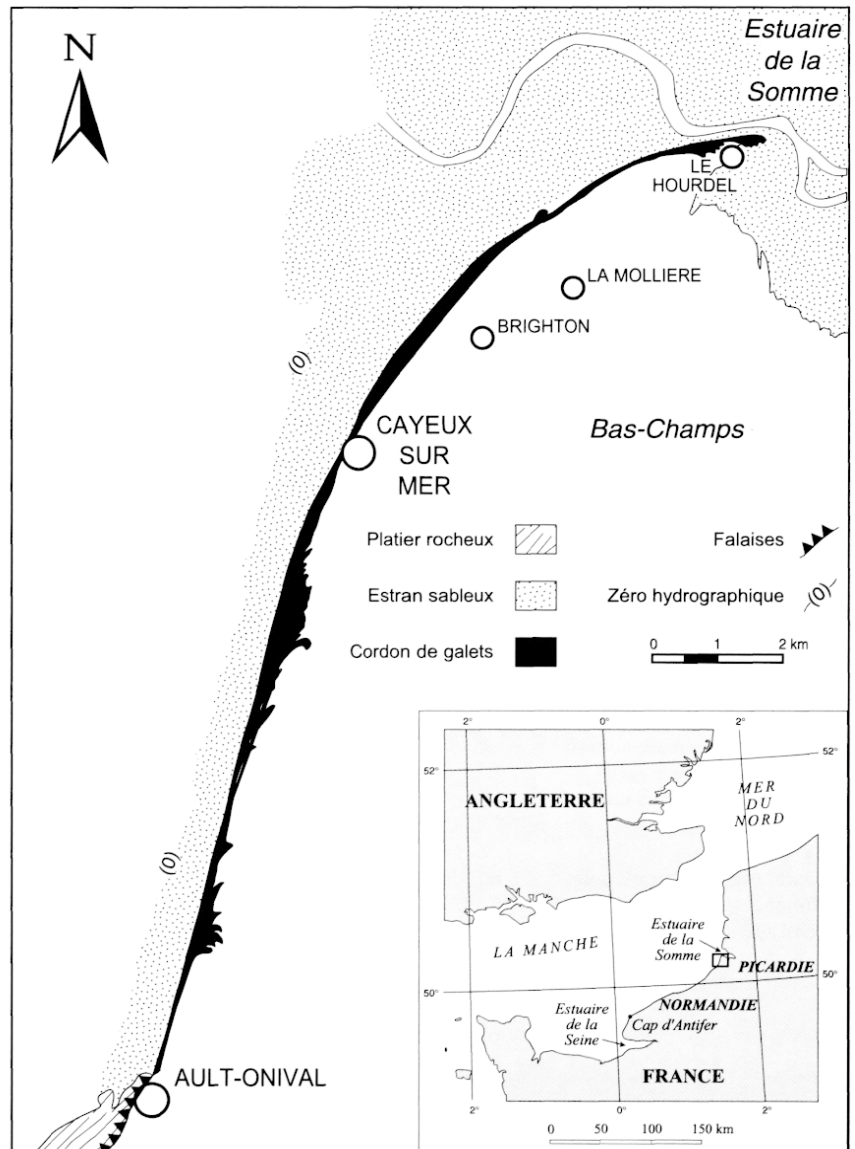 N
Estuaire
de la
Somme
LE
HOURDEL
LA MOLLIERE
BRIGHTON
(0)
CAYEUX
SUR
MER
Bas-Champs
Platier rocheux
Falaises
Estran sableux
Zéro hydrographique
(0)
Cordon de galets
0 1 2 km
(0)
AULT-ONIVAL
2° 0° 2°
52°
52°
ANGLETERRE
MER
DU
NORD
LA MANCHE
Estuaire
de la
Somme
PICARDIE
50°
50°
NORMANDIE
Cap d'Antifer
Estuaire
de la
Seine
FRANCE
2° 0° 2°
0 50 100 150 km